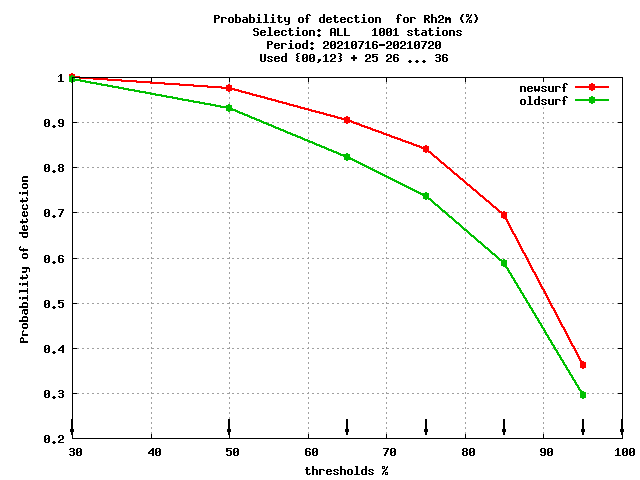 Probability of detection  for Rh2m (%)
Selection: ALL   1001 stations
Period: 20210716-20210720
Used {00,12} + 25 26 ... 36
newsurf
oldsurf
Probability of detection
1
0.9
0.8
0.7
0.6
0.5
0.4
0.3
0.2
30 40 50 60 70 80 90 100
thresholds %